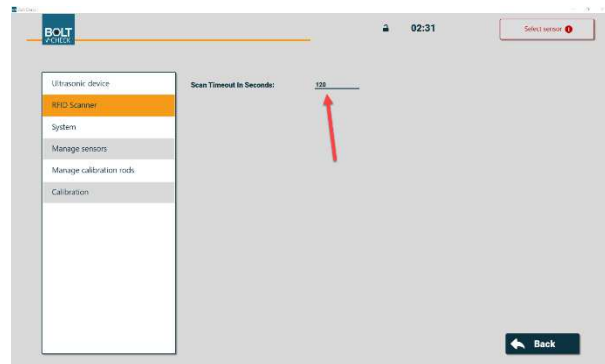 BOLT
CHECK
02:31
Select sensor
Ultrasonic device
RFID Scanner
System
Manage sensors
Manage calibration rods
Calibration
Scan Timeout In Seconds: 120
Back